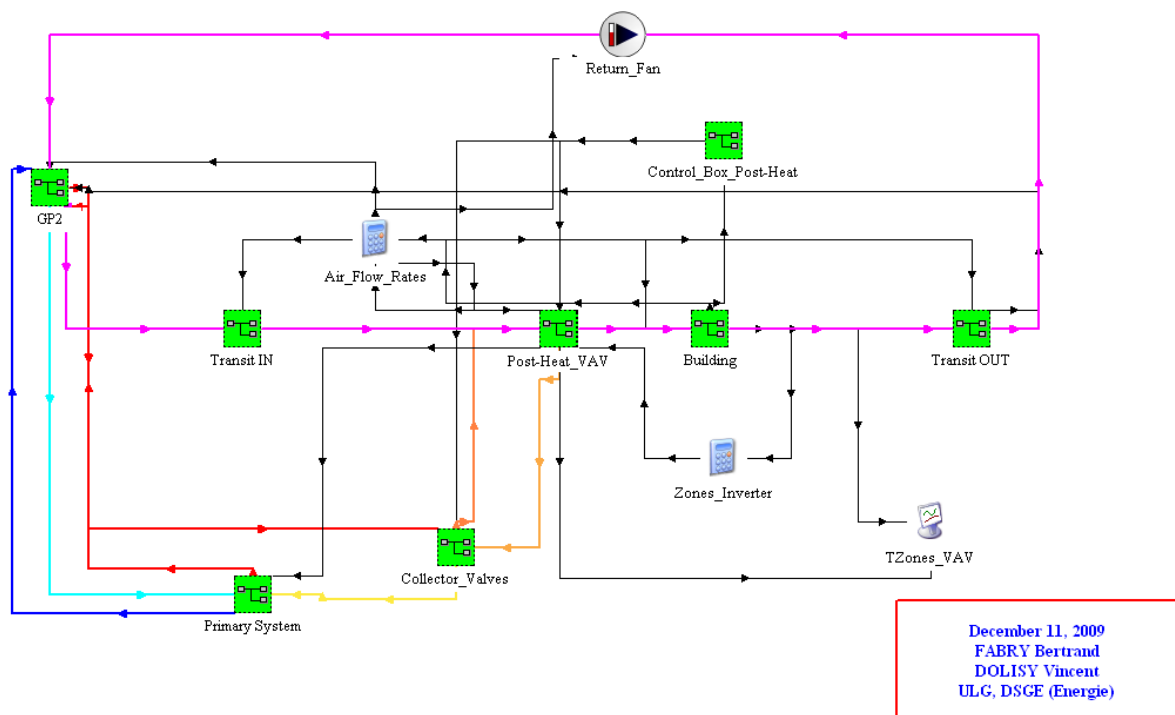 Return_Fan
Control_Box_Post-Heat
GP2
Air_Flow_Rates
Transit IN
Post-Heat_VAV
Building
Transit OUT
Zones_Inverter
TZones_VAV
Collector_Valves
Primary System
December 11, 2009
FABRY Bertrand
DOLISY Vincent
ULG, DSGE (Energie)